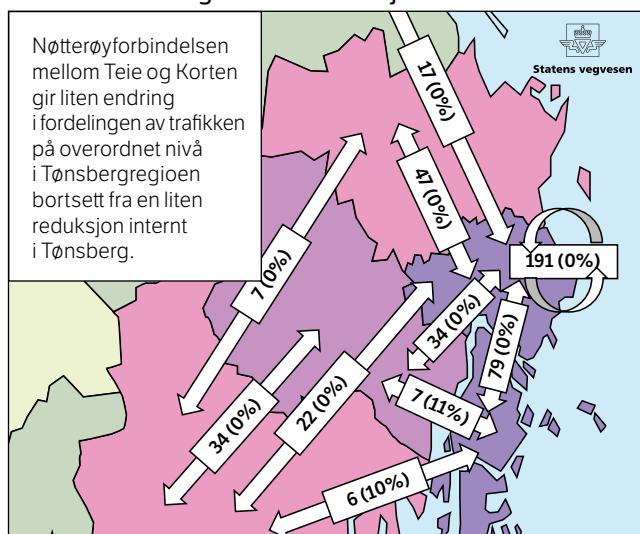 Nøtterøyforbindelsen
mellom Teie og Korten
gir liten endring
i fordelingen av trafikken
på overordnet nivå
i Tønsbergregioen
bortsett fra en liten
reduksjon internt
i Tønsberg.
Statens vegvesen
17 (0%)
47 (0%)
191 (0%)
7 (0%)
34 (0%)
79 (0%)
22 (0%)
34 (0%)
7 (11%)
6 (10%)